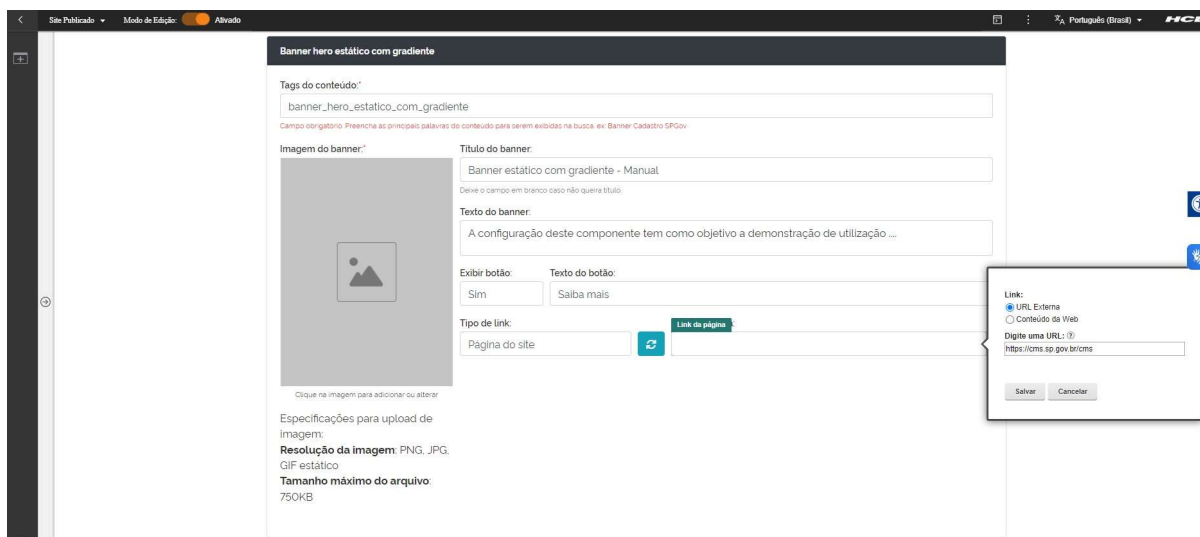 Site Publicado
Modo de Edição:
Ativado
Português (Brasil)
Banner hero estático com gradiente
Tags do conteúdo:*
banner_hero_estatico_com_gradiente
Campo obrigatório. Preencha as principais palavras do conteúdo para serem exibidas na busca. ex: Banner Cadastro SPGov
Imagem do banner:*
Título do banner:
Banner estático com gradiente - Manual
Deixe o campo em branco caso não queira título.
Texto do banner:
A configuração deste componente tem como objetivo a demonstração de utilização ....
Exibir botão:
Texto do botão:
Sim
Saiba mais
Tipo de link:
Link da página
Página do site
Clique na imagem para adicionar ou alterar
Especificações para upload de
imagem:
Resolução da imagem: PNG, JPG,
GIF estático
Tamanho máximo do arquivo:
750KB
Link:
URL Externa
Conteúdo da Web
Digite uma URL:
https://cms.sp.gov.br/cms
Salvar
Cancelar